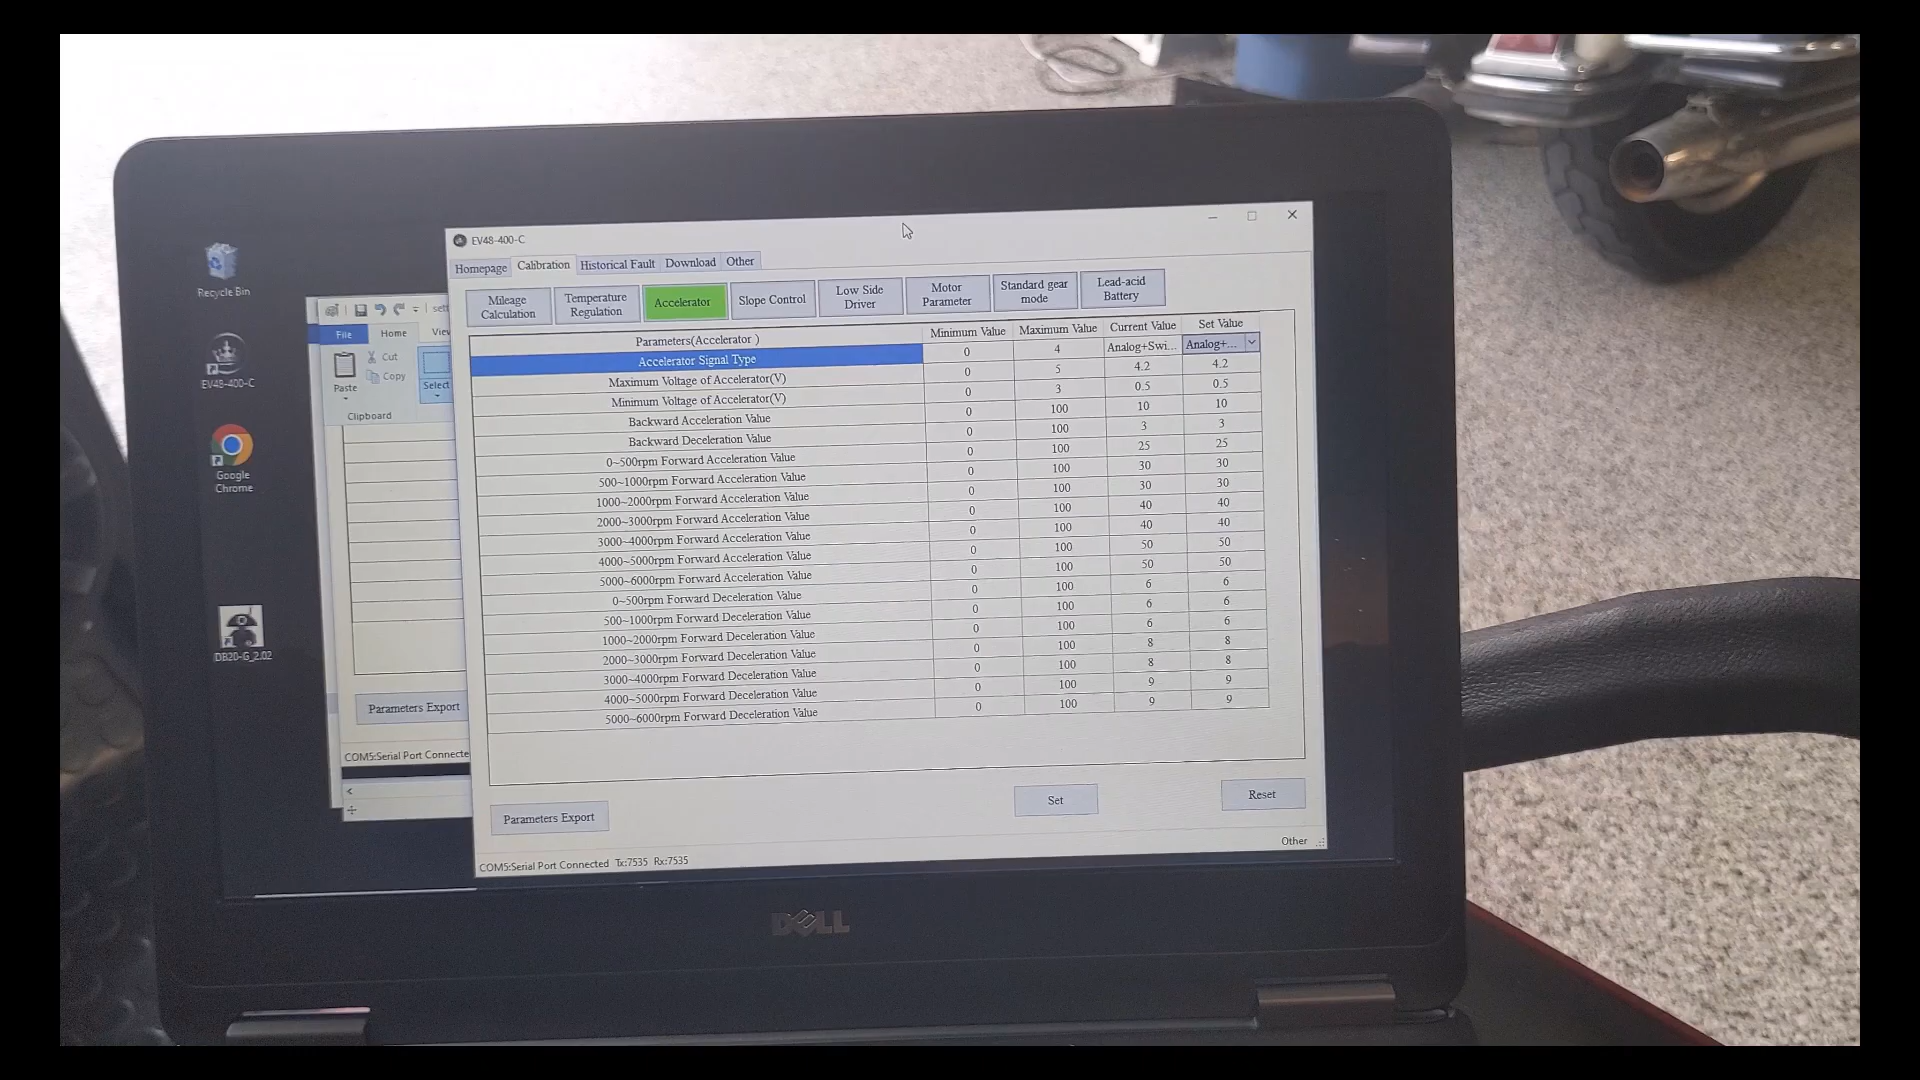 Recycle Bin
EV48-400-C
Google
Chrome
DB20-G_2.02
File
Home
Paste
Cut
Copy
Select
Clipboard
Parameters Export
COM5:Serial Port Connecte
EV48-400-C
Homepage Calibration Historical Fault Download Other
Mileage Calculation
Temperature Regulation
Accelerator
Slope Control
Low Side Driver
Motor Parameter
Standard gear mode
Lead-acid Battery
Parameters(Accelerator ) Minimum Value Maximum Value Current Value Set Value
Accelerator Signal Type 0 4 Analog+Swi... Analog+...
Maximum Voltage of Accelerator(V) 0 5 4.2 4.2
Minimum Voltage of Accelerator(V) 0 3 0.5 0.5
Backward Acceleration Value 0 100 10 10
Backward Deceleration Value 0 100 3 3
0~500rpm Forward Acceleration Value 0 100 25 25
500~1000rpm Forward Acceleration Value 0 100 30 30
1000~2000rpm Forward Acceleration Value 0 100 30 30
2000~3000rpm Forward Acceleration Value 0 100 40 40
3000~4000rpm Forward Acceleration Value 0 100 40 40
4000~5000rpm Forward Acceleration Value 0 100 50 50
5000~6000rpm Forward Acceleration Value 0 100 50 50
0~500rpm Forward Deceleration Value 0 100 6 6
500~1000rpm Forward Deceleration Value 0 100 6 6
1000~2000rpm Forward Deceleration Value 0 100 6 6
2000~3000rpm Forward Deceleration Value 0 100 8 8
3000~4000rpm Forward Deceleration Value 0 100 8 8
4000~5000rpm Forward Deceleration Value 0 100 9 9
5000~6000rpm Forward Deceleration Value 0 100 9 9
Parameters Export
Set
Reset
Other
COM5:Serial Port Connected Tx:7535 Rx:7535
DELL